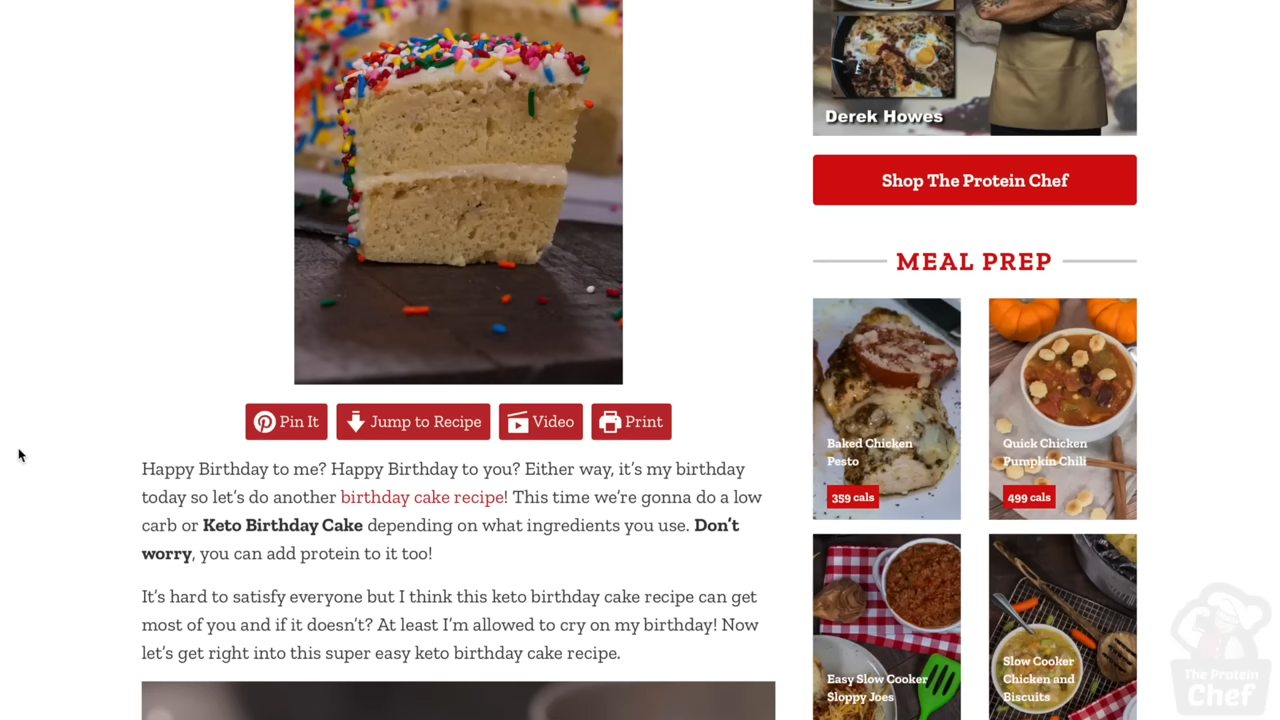 Derek Howes
Shop The Protein Chef
MEAL PREP
Pin It
Jump to Recipe
Video
Print
Happy Birthday to me? Happy Birthday to you? Either way, it's my birthday
today so let's do another birthday cake recipe! This time we're gonna do a low
carb or Keto Birthday Cake depending on what ingredients you use. Don't
worry, you can add protein to it too!
It's hard to satisfy everyone but I think this keto birthday cake recipe can get
most of you and if it doesn't? At least I'm allowed to cry on my birthday! Now
let's get right into this super easy keto birthday cake recipe.
Baked Chicken
Pesto
359 cals
Quick Chicken
Pumpkin Chili
499 cals
Easy Slow Cooker
Sloppy Joes
Slow Cooker
Chicken and
Biscuits
The Protein
Chef